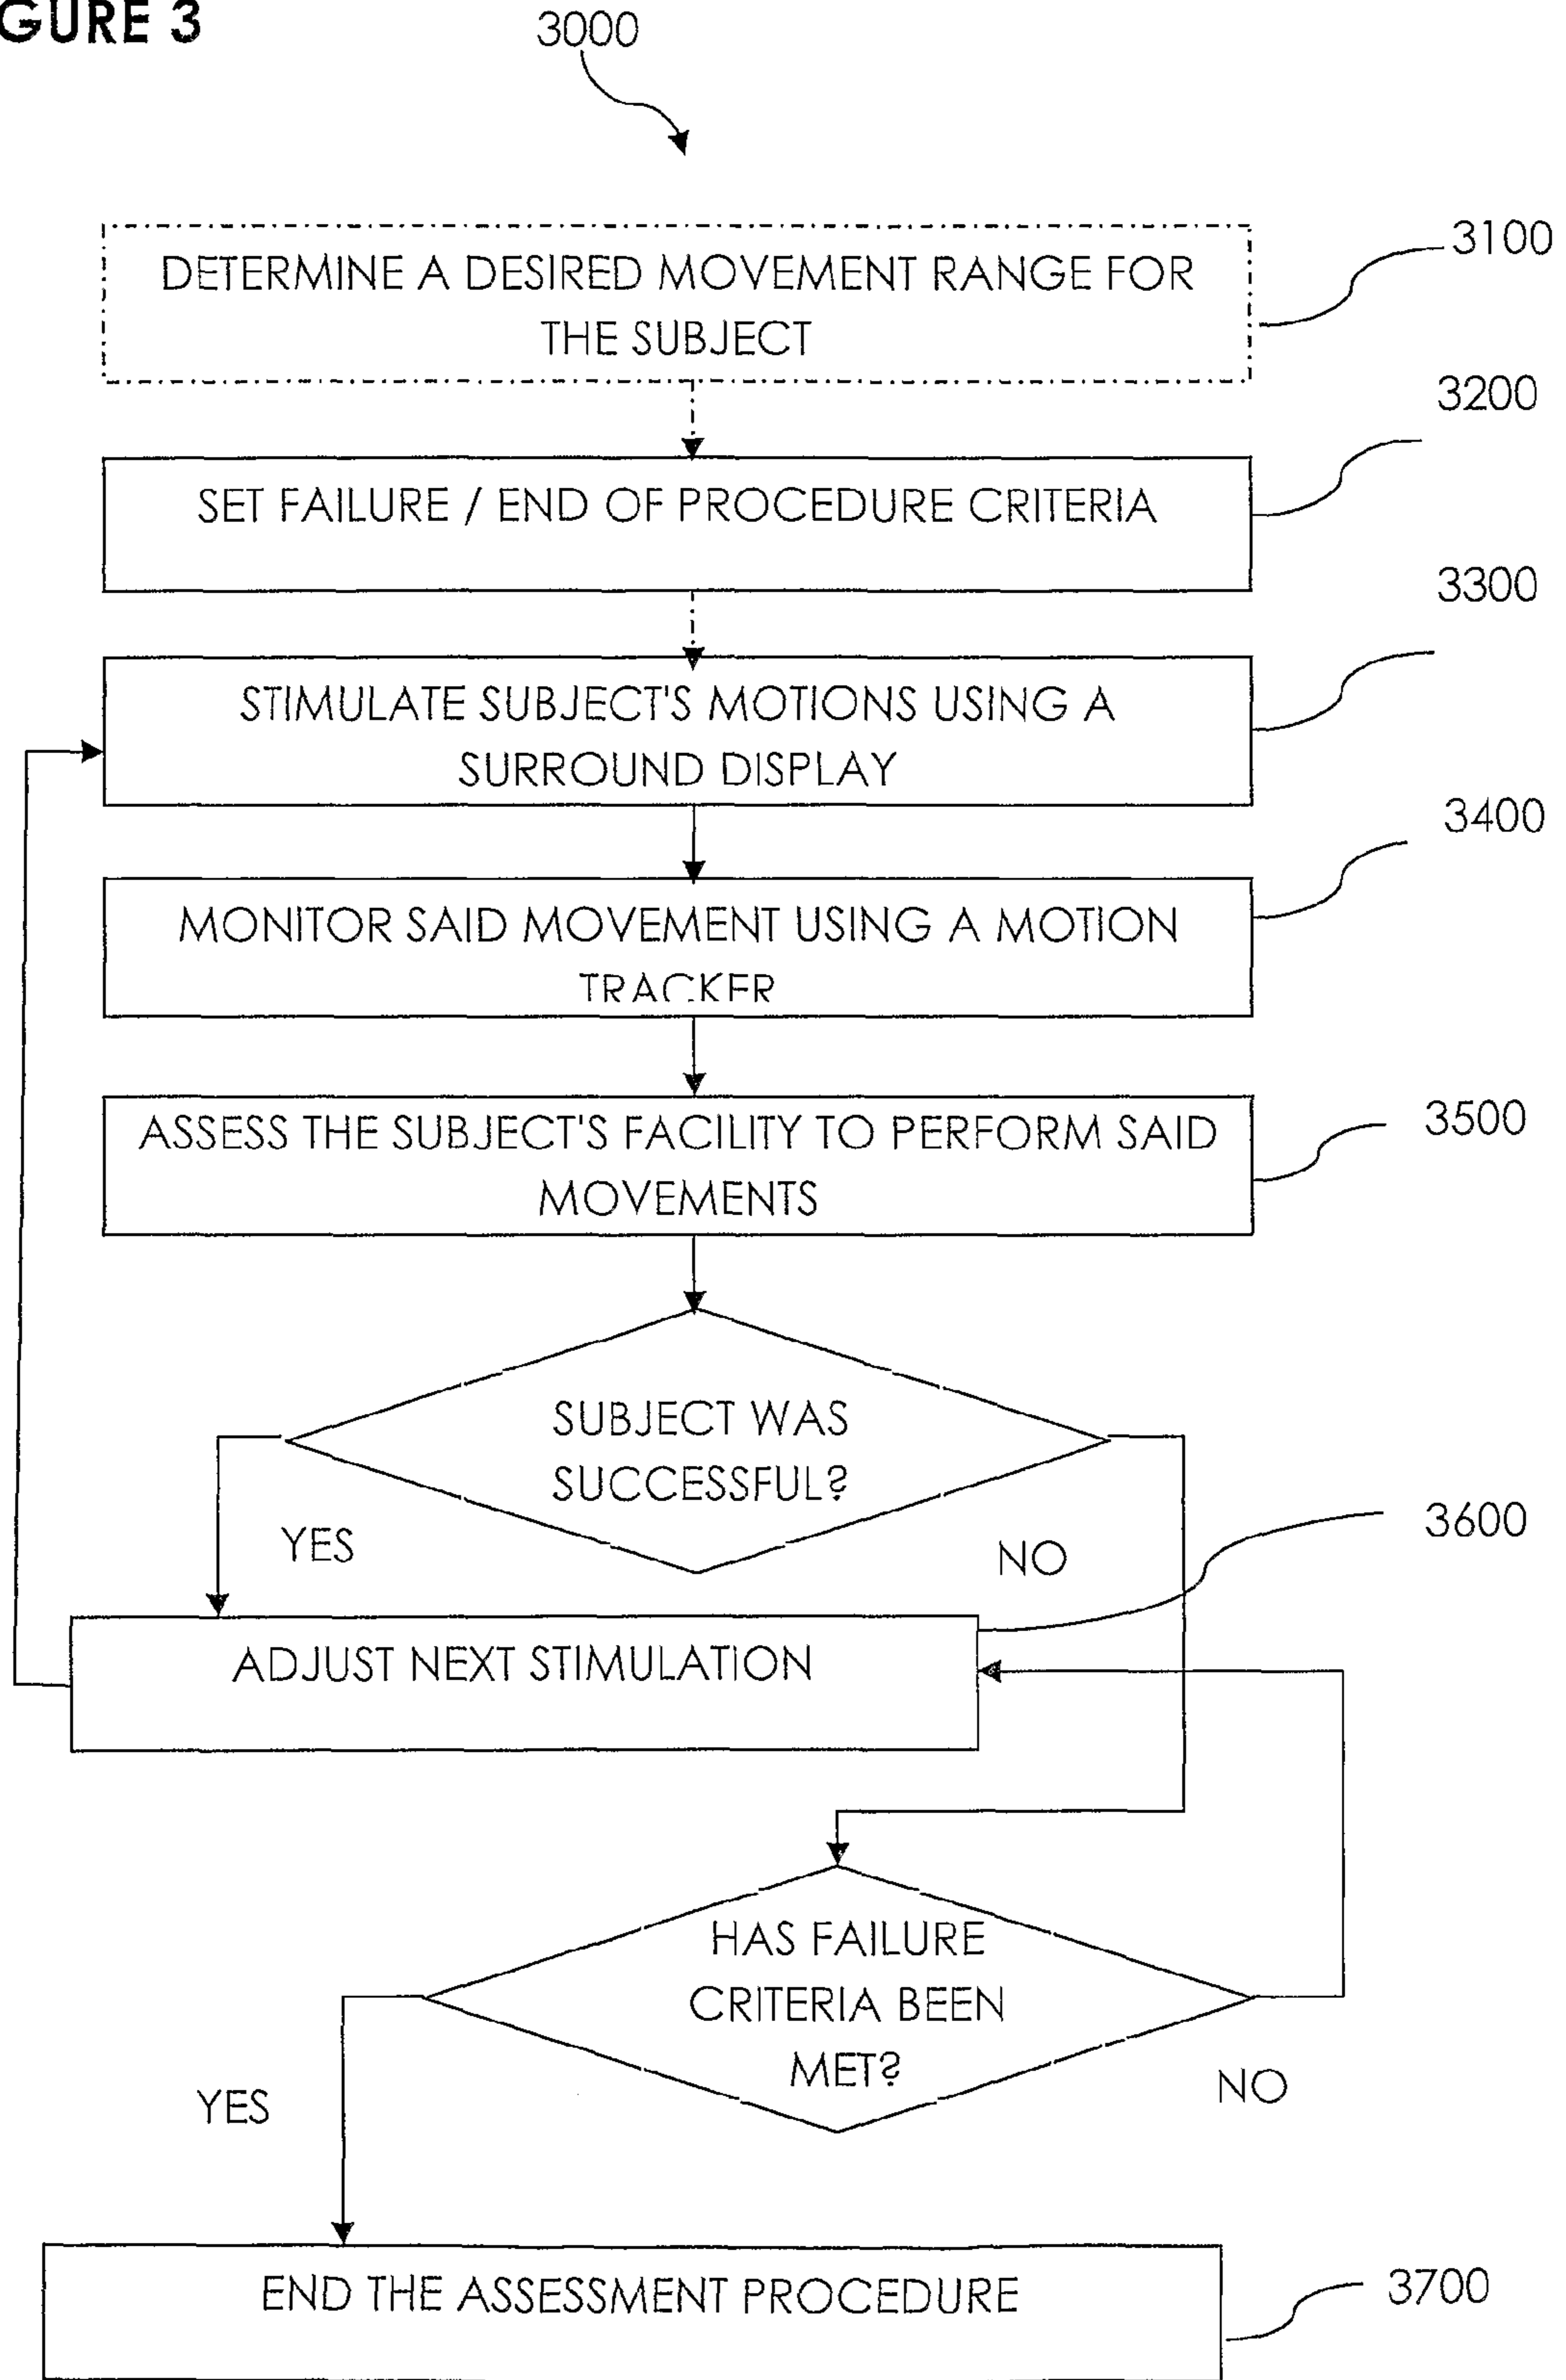 GURE 3
3000
3100
DETERMINE A DESIRED MOVEMENT RANGE FOR
THE SUBJECT
3200
SET FAILURE / END OF PROCEDURE CRITERIA
3300
STIMULATE SUBJECT'S MOTIONS USING A
SURROUND DISPLAY
3400
MONITOR SAID MOVEMENT USING A MOTION
TRACKER
3500
ASSESS THE SUBJECT'S FACILITY TO PERFORM SAID
MOVEMENTS
SUBJECT WAS
SUCCESSFUL?
YES
NO
3600
ADJUST NEXT STIMULATION
HAS FAILURE
CRITERIA BEEN
MET?
YES
NO
END THE ASSESSMENT PROCEDURE
3700